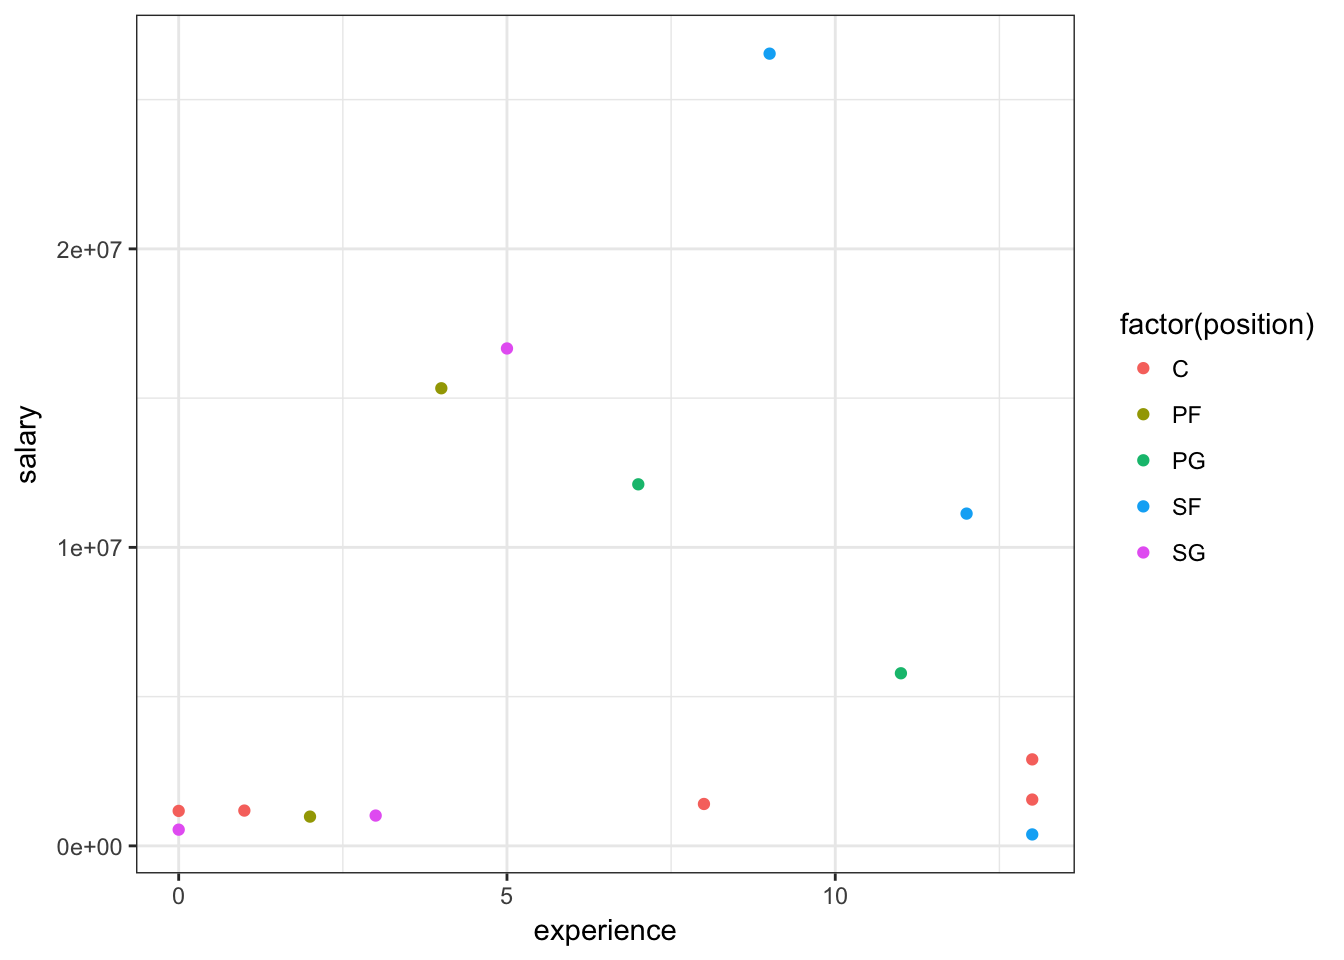 2e+07
1e+07
0e+00
salary
0
5
10
experience
factor(position)
C
PF
PG
SF
SG